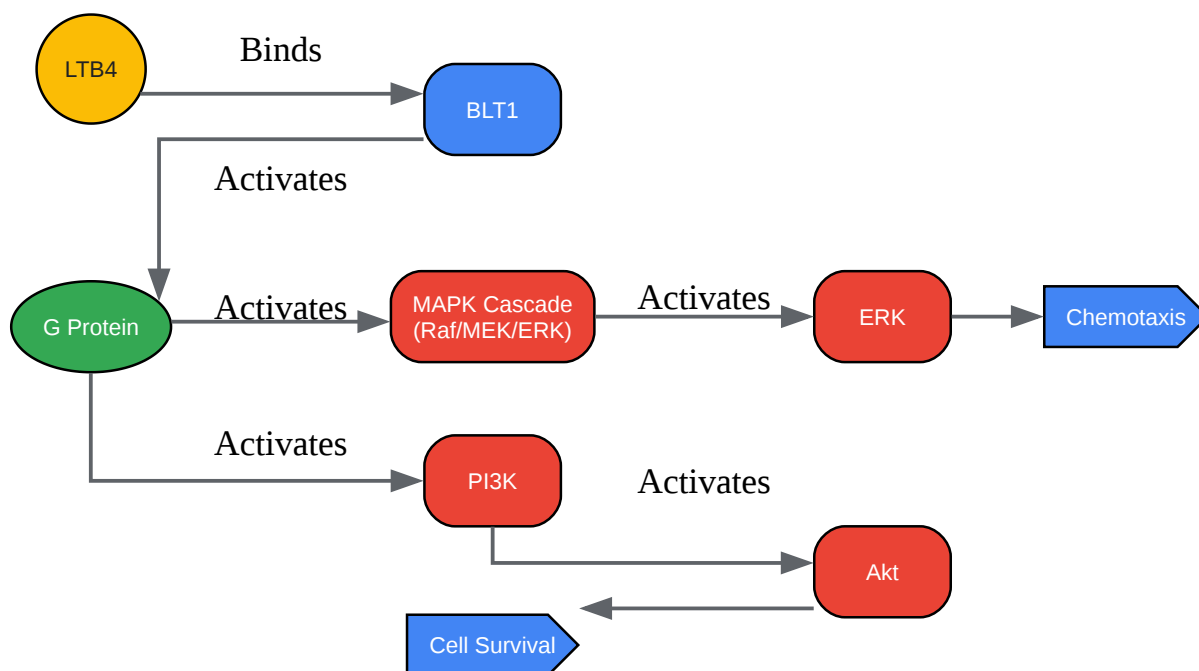 LTB4
Binds
BLT1
Activates
G Protein
Activates
MAPK Cascade
(Raf/MEK/ERK)
Activates
ERK
Chemotaxis
Activates
PI3K
Activates
Akt
Cell Survival